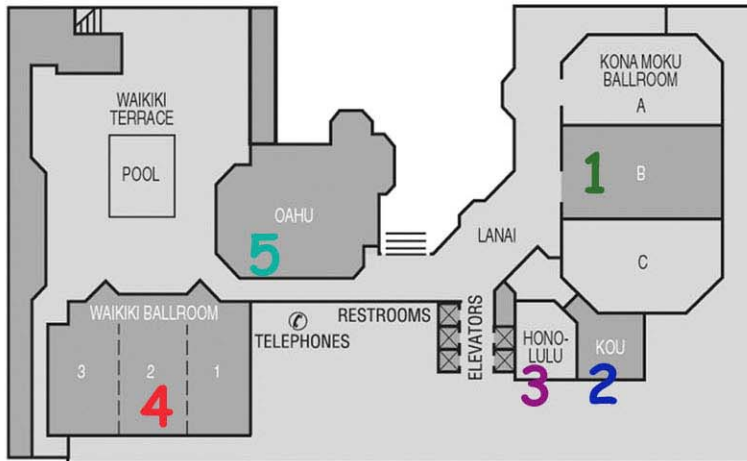 WAIKIKI
TERRACE
POOL
OAHU
5
KONA MOKU
BALLROOM
A
1
B
C
LANAI
WAIKIKI BALLROOM
3
2
1
4
TELEPHONES
RESTROOMS
ELEVATORS
HONO-
LULU
3
KOU
2